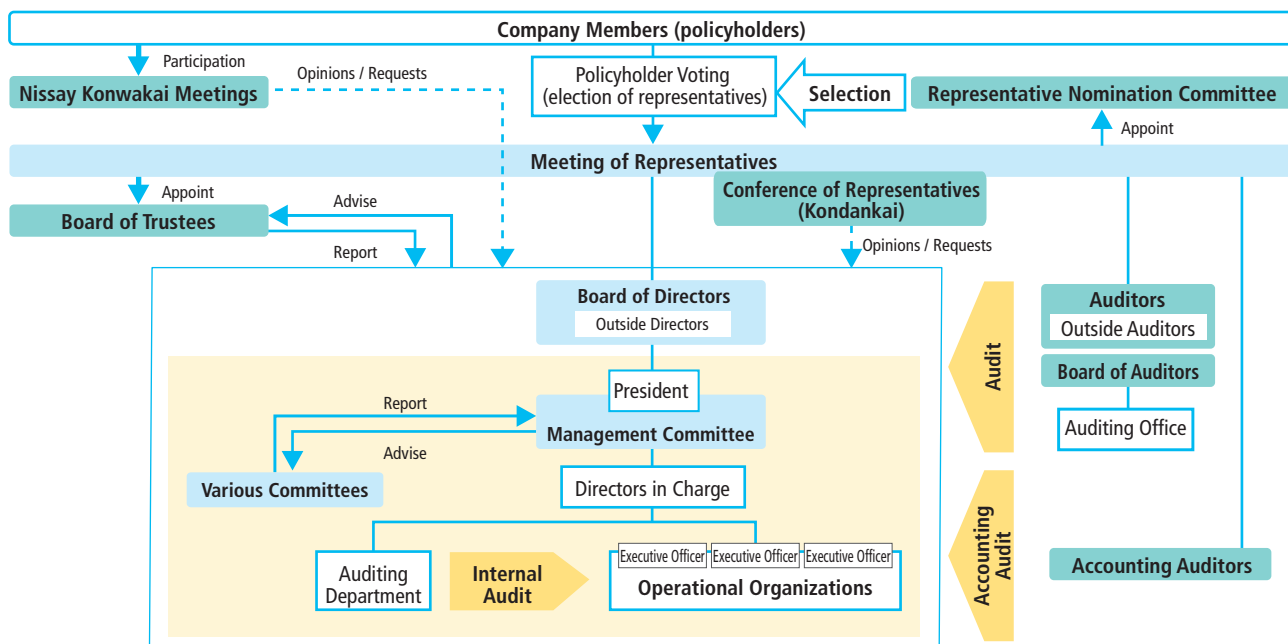 Company Members (policyholders)
Participation
Nissay Konwakai Meetings
Opinions / Requests
Policyholder Voting
(election of representatives)
Selection
Representative Nomination Committee
Appoint
Meeting of Representatives
Appoint
Board of Trustees
Advise
Report
Conference of Representatives
(Kondankai)
Opinions / Requests
Board of Directors
Outside Directors
Auditors
Outside Auditors
Board of Auditors
Auditing Office
Audit
President
Management Committee
Report
Advise
Various Committees
Directors in Charge
Auditing
Department
Internal
Audit
Executive Officer
Executive Officer
Executive Officer
Operational Organizations
Accounting
Audit
Accounting Auditors